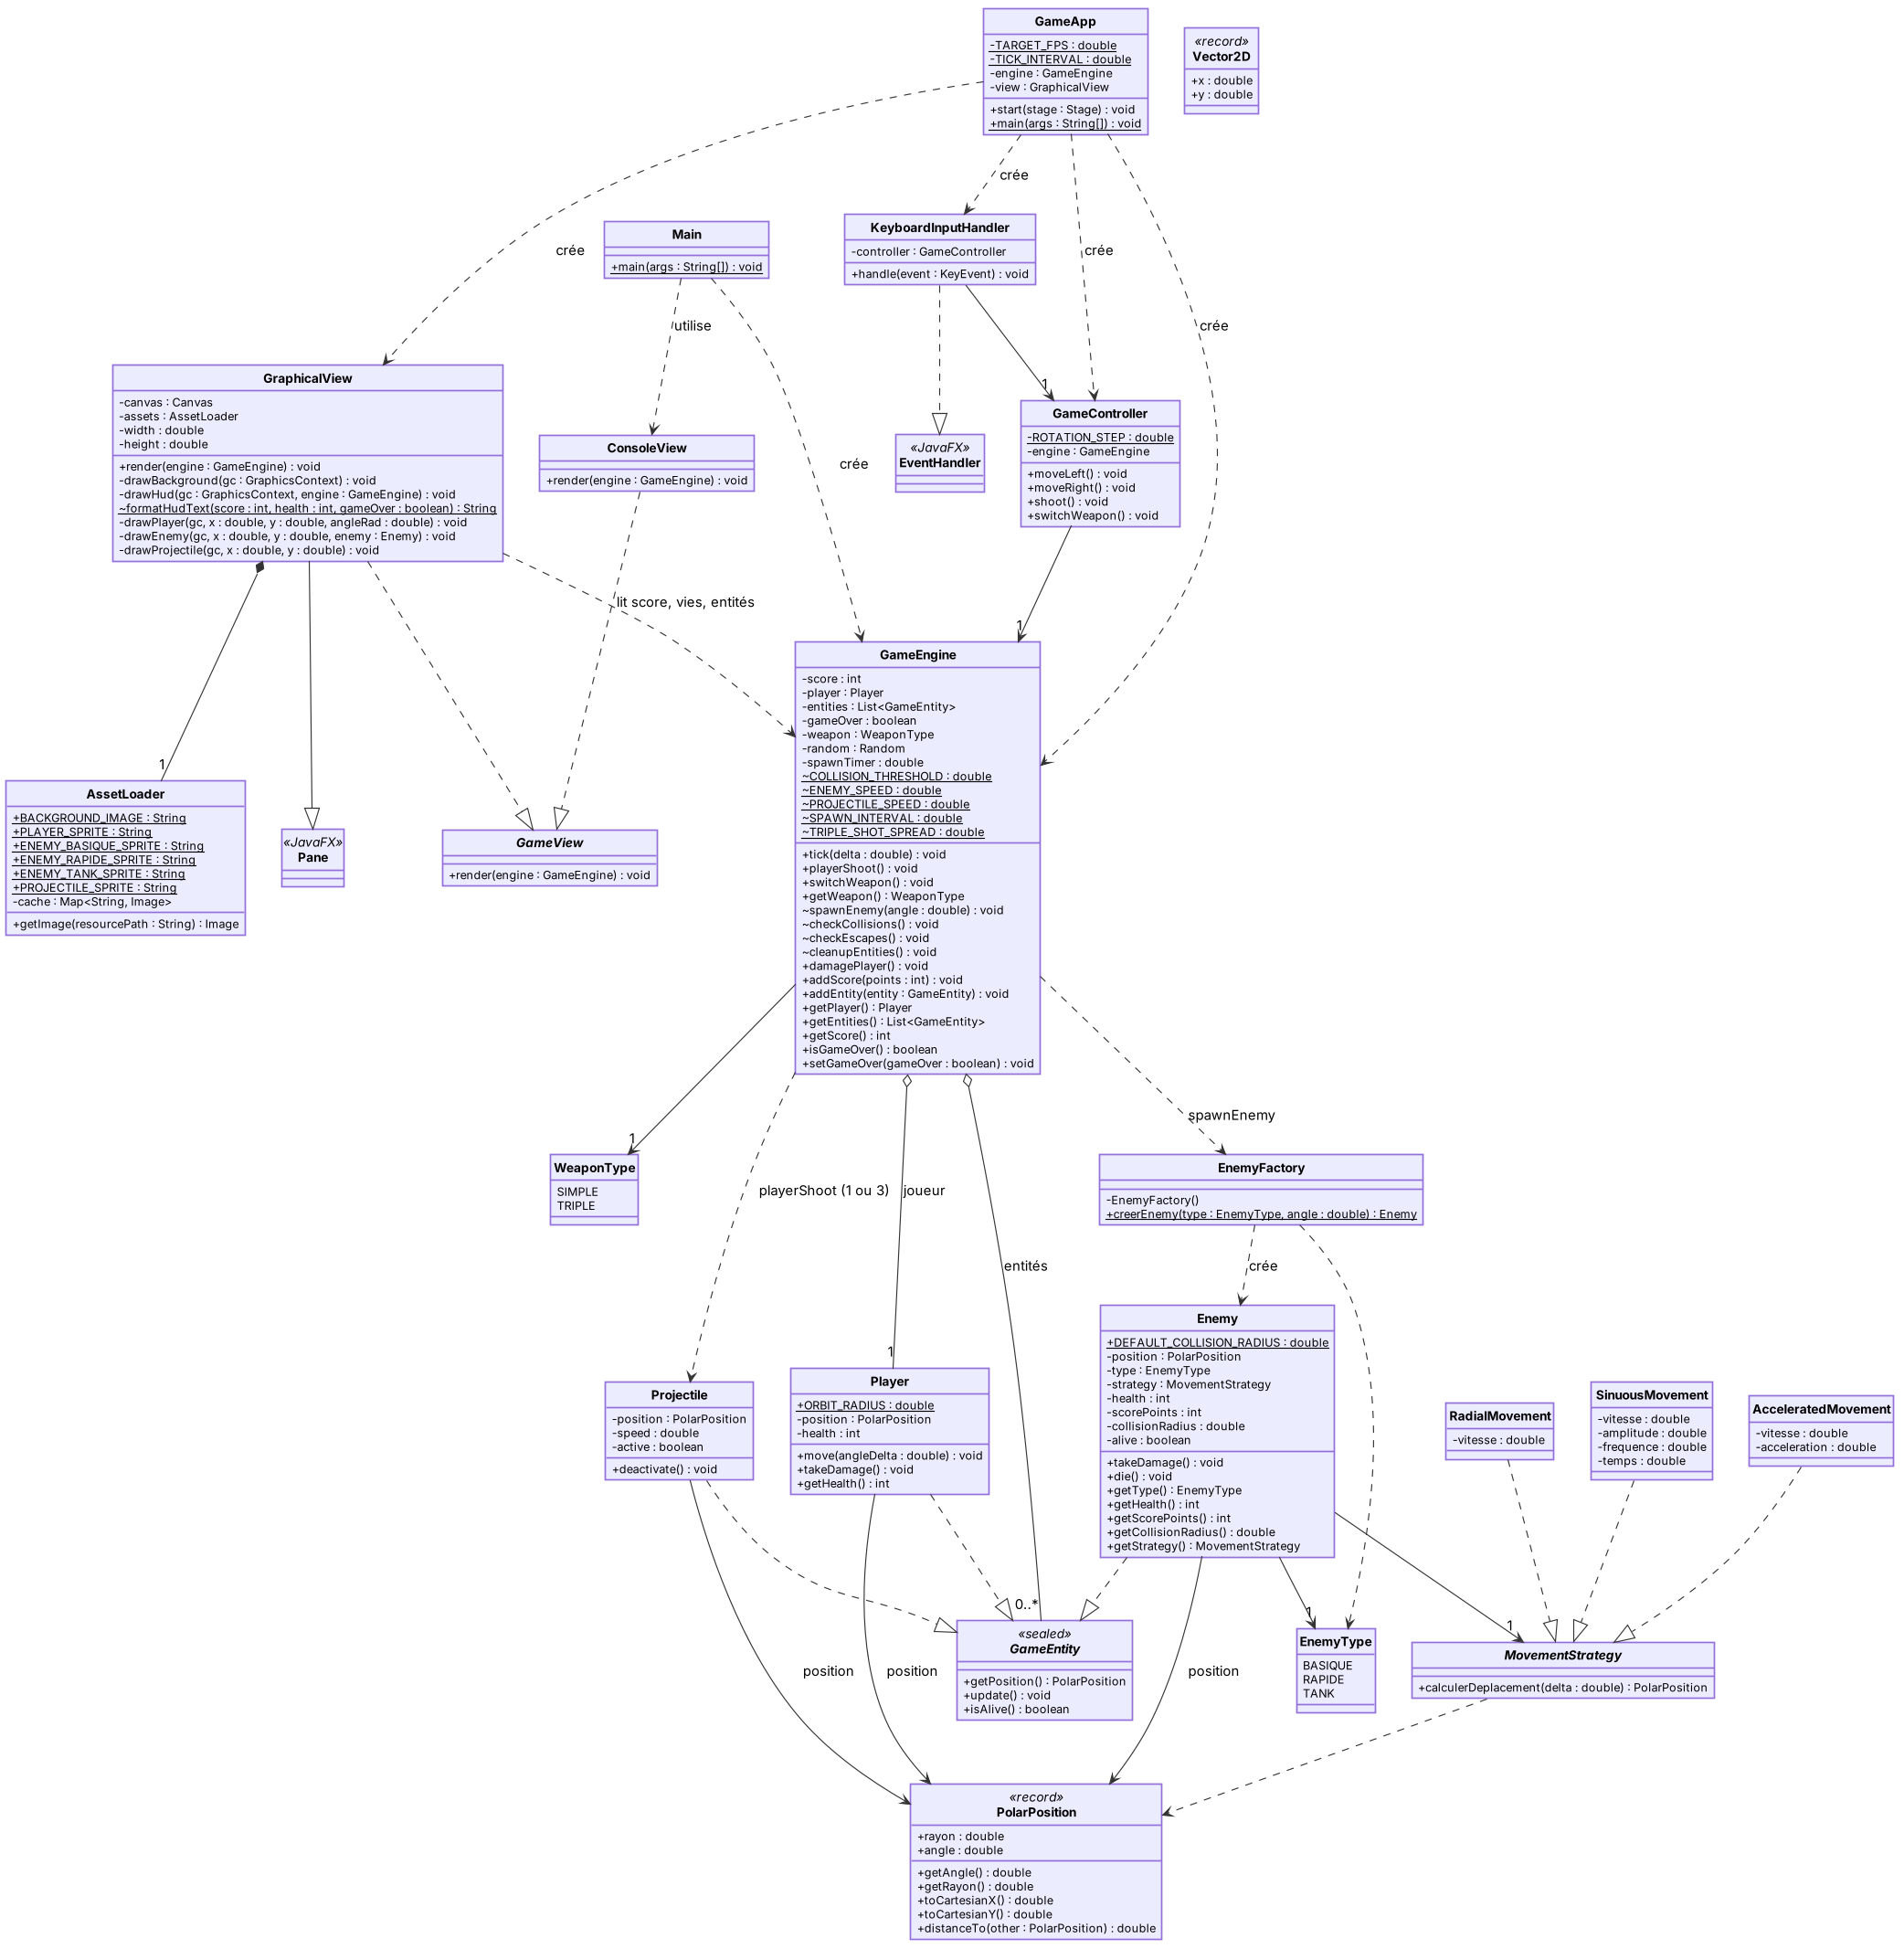 GameApp
-TARGET_FPS : double
-TICK_INTERVAL : double
-engine : GameEngine
-view : GraphicalView
+start(stage : Stage) : void
+main(args : String[]) : void
«record»
Vector2D
+x : double
+y : double
crée
crée
crée
crée
Main
+main(args : String[]) : void
KeyboardInputHandler
-controller : GameController
+handle(event : KeyEvent) : void
utilise
crée
1
GraphicalView
-canvas : Canvas
-assets : AssetLoader
-width : double
-height : double
+render(engine : GameEngine) : void
-drawBackground(gc : GraphicsContext) : void
-drawHud(gc : GraphicsContext, engine : GameEngine) : void
~formatHudText(score : int, health : int, gameOver : boolean) : String
-drawPlayer(gc, x : double, y : double, angleRad : double) : void
-drawEnemy(gc, x : double, y : double, enemy : Enemy) : void
-drawProjectile(gc, x : double, y : double) : void
ConsoleView
+render(engine : GameEngine) : void
«JavaFX»
EventHandler
GameController
-ROTATION_STEP : double
-engine : GameEngine
+moveLeft() : void
+moveRight() : void
+shoot() : void
+switchWeapon() : void
lit score, vies, entités
1
1
AssetLoader
+BACKGROUND_IMAGE : String
+PLAYER_SPRITE : String
+ENEMY_BASIQUE_SPRITE : String
+ENEMY_RAPIDE_SPRITE : String
+ENEMY_TANK_SPRITE : String
+PROJECTILE_SPRITE : String
-cache : Map<String, Image>
+getImage(resourcePath : String) : Image
«JavaFX»
Pane
GameView
+render(engine : GameEngine) : void
GameEngine
-score : int
-player : Player
-entities : List<GameEntity>
-gameOver : boolean
-weapon : WeaponType
-random : Random
-spawnTimer : double
~COLLISION_THRESHOLD : double
~ENEMY_SPEED : double
~PROJECTILE_SPEED : double
~SPAWN_INTERVAL : double
~TRIPLE_SHOT_SPREAD : double
+tick(delta : double) : void
+playerShoot() : void
+switchWeapon() : void
+getWeapon() : WeaponType
~spawnEnemy(angle : double) : void
~checkCollisions() : void
~checkEscapes() : void
~cleanupEntities() : void
+damagePlayer() : void
+addScore(points : int) : void
+addEntity(entity : GameEntity) : void
+getPlayer() : Player
+getEntities() : List<GameEntity>
+getScore() : int
+isGameOver() : boolean
+setGameOver(gameOver : boolean) : void
1
playerShoot (1 ou 3)
joueur
entités
spawnEnemy
WeaponType
SIMPLE
TRIPLE
EnemyFactory
-EnemyFactory()
+creerEnemy(type : EnemyType, angle : double) : Enemy
crée
1
Projectile
-position : PolarPosition
-speed : double
-active : boolean
+deactivate() : void
Player
+ORBIT_RADIUS : double
-position : PolarPosition
-health : int
+move(angleDelta : double) : void
+takeDamage() : void
+getHealth() : int
Enemy
+DEFAULT_COLLISION_RADIUS : double
-position : PolarPosition
-type : EnemyType
-strategy : MovementStrategy
-health : int
-scorePoints : int
-collisionRadius : double
-alive : boolean
+takeDamage() : void
+die() : void
+getType() : EnemyType
+getHealth() : int
+getScorePoints() : int
+getCollisionRadius() : double
+getStrategy() : MovementStrategy
RadialMovement
-vitesse : double
SinuousMovement
-vitesse : double
-amplitude : double
-frequence : double
-temps : double
AcceleratedMovement
-vitesse : double
-acceleration : double
0..*
1
1
position
position
position
«sealed»
GameEntity
+getPosition() : PolarPosition
+update() : void
+isAlive() : boolean
EnemyType
BASIQUE
RAPIDE
TANK
MovementStrategy
+calculerDeplacement(delta : double) : PolarPosition
«record»
PolarPosition
+rayon : double
+angle : double
+getAngle() : double
+getRayon() : double
+toCartesianX() : double
+toCartesianY() : double
+distanceTo(other : PolarPosition) : double